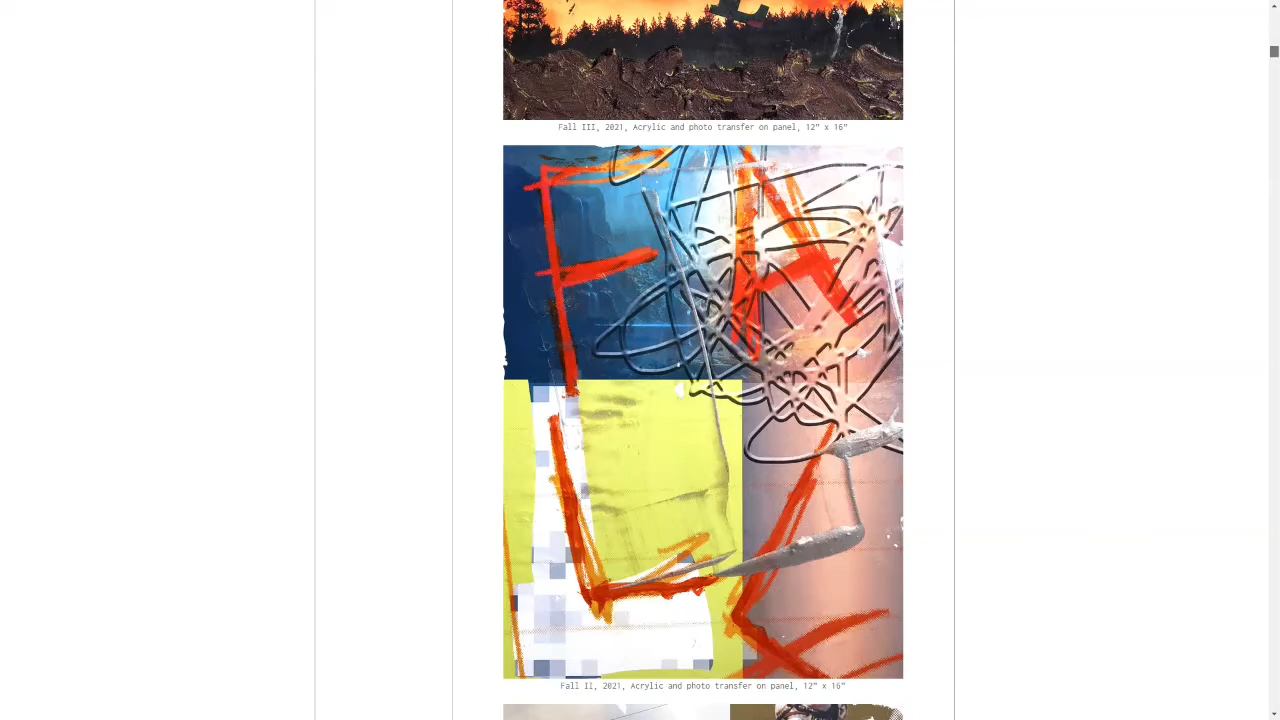 Fall III, 2021, Acrylic and photo transfer on panel, 12” x 16”
FA
L
Fall II, 2021, Acrylic and photo transfer on panel, 12” x 16”